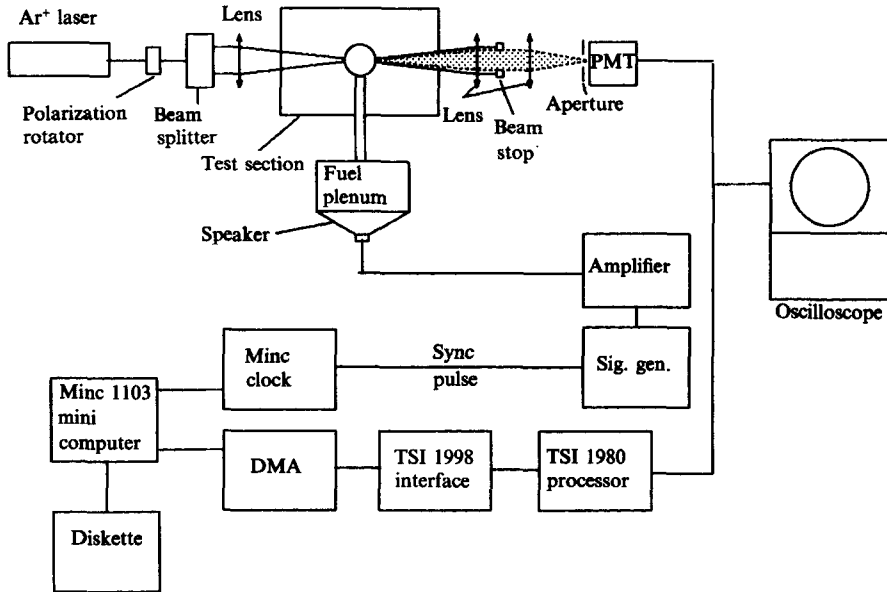 Ar+ laser
Lens
Polarization
rotator
Beam
splitter
Test section
Lens
Beam
stop
Aperture
PMT
Fuel
plenum
Speaker
Amplifier
Oscilloscope
Minc
clock
Sync
pulse
Sig. gen.
Minc 1103
mini
computer
DMA
TSI 1998
interface
TSI 1980
processor
Diskette